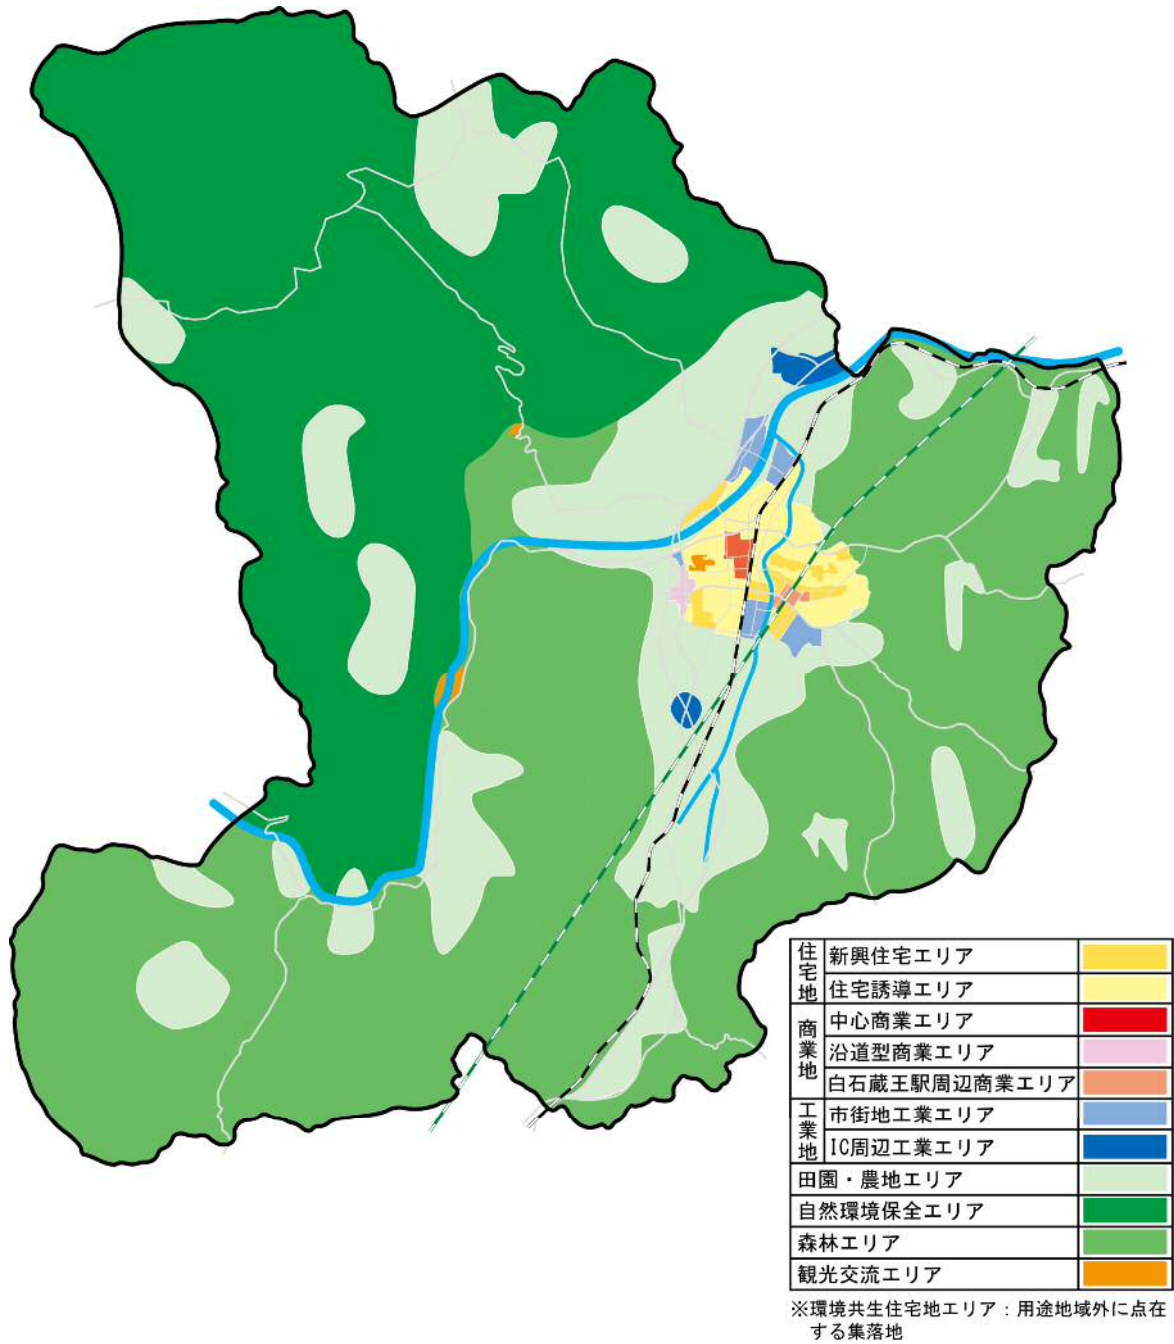 住宅地
新興住宅エリア
住宅誘導エリア
商業地
中心商業エリア
沿道型商業エリア
白石蔵王駅周辺商業エリア
工業地
市街地工業エリア
IC周辺工業エリア
田園・農地エリア
自然環境保全エリア
森林エリア
観光交流エリア
※環境共生住宅地エリア：用途地域外に点在
する集落地